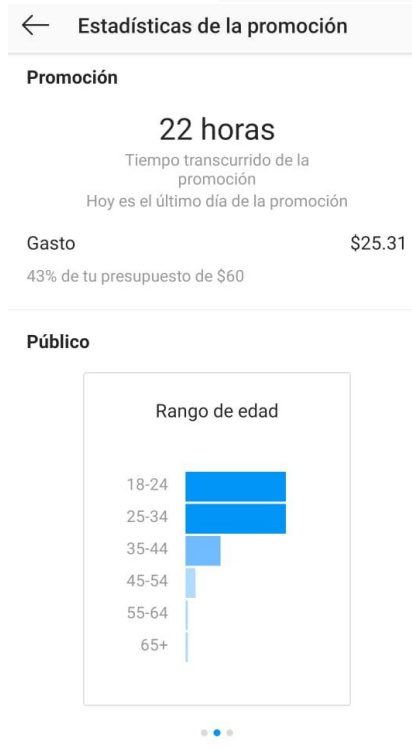 Estadísticas de la promoción
Promoción
22 horas
Tiempo transcurrido de la
promoción
Hoy es el último día de la promoción
Gasto $25.31
43% de tu presupuesto de $60
Público
Rango de edad
18-24
25-34
35-44
45-54
55-64
65+